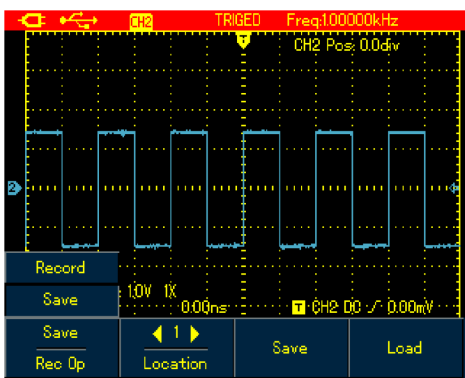 CH2 TRIGED Freq:1.00000kHz
CH2 Pos: 0.0div
T
2
Record
Save
1.0V 1X
0.00ns
T CH2 DC 0.00mV
Save 1 Save Load
Rec Op Location